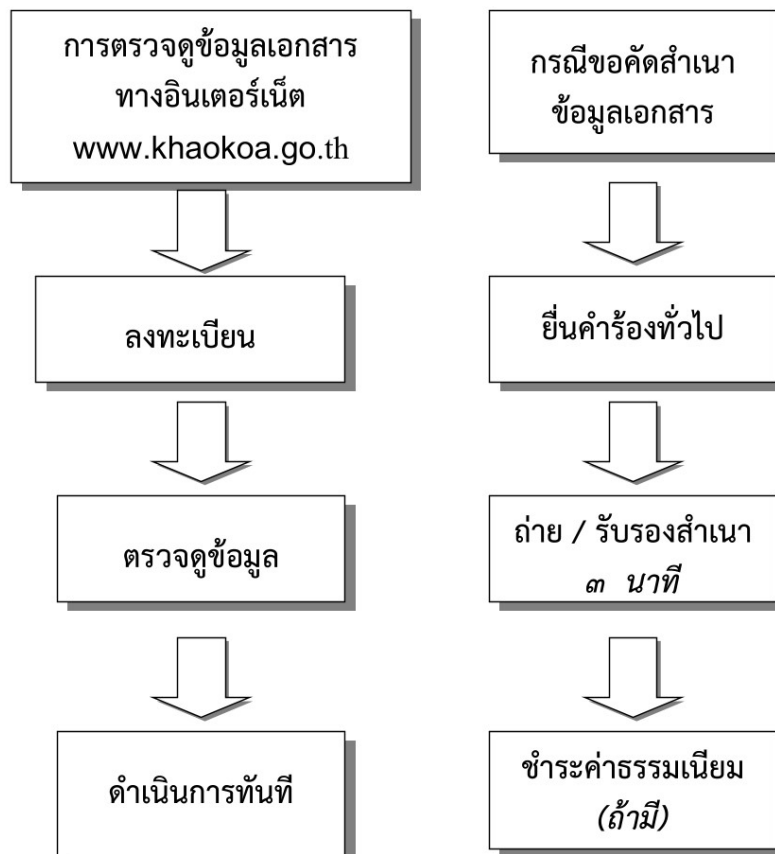 การตรวจดูข้อมูลเอกสาร
ทางอินเตอร์เน็ต
www.khaokoa.go.th
ลงทะเบียน
ตรวจดูข้อมูล
ดำเนินการทันที
กรณีขอคัดสำเนา
ข้อมูลเอกสาร
ยื่นคำร้องทั่วไป
ถ่าย / รับรองสำเนา
๓ นาที
ชำระค่าธรรมเนียม
(ถ้ามี)